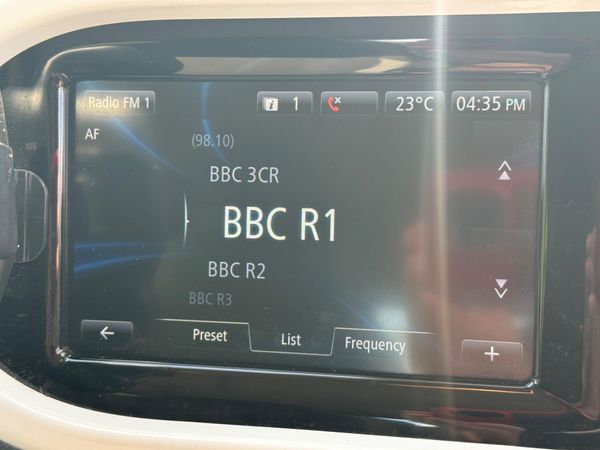 Radio FM 1
i 1
23°C
04:35 PM
AF
(98.10)
BBC 3CR
BBC R1
BBC R2
BBC R3
Preset
List
Frequency
+